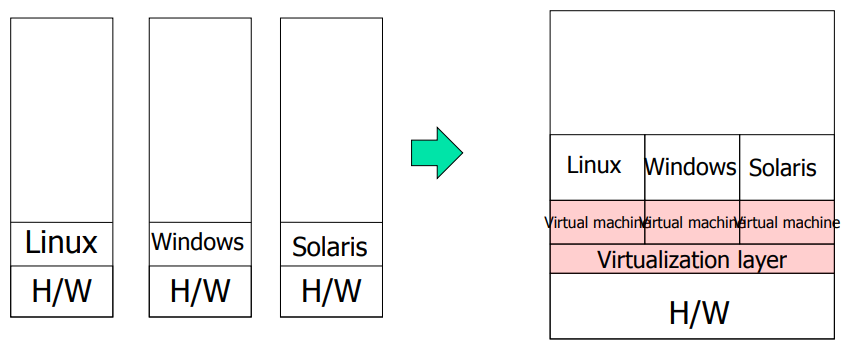 Linux
H/W
Windows
H/W
Solaris
H/W
Linux
Windows
Solaris
Virtual machine
Virtual machine
Virtual machine
Virtualization layer
H/W